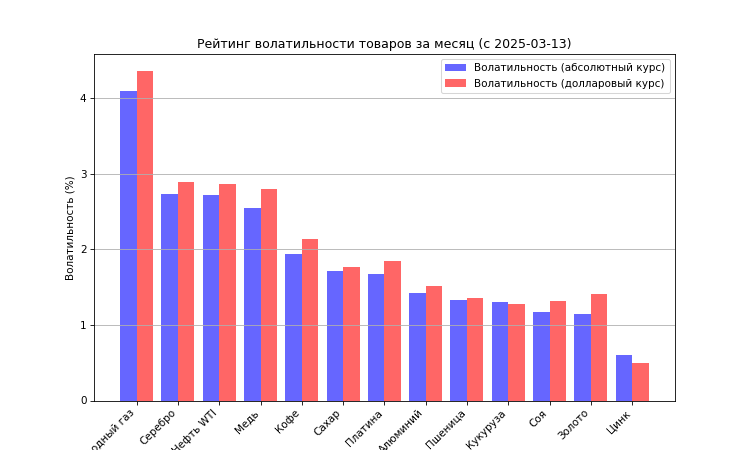 Рейтинг волатильности товаров за месяц (с 2025-03-13)
Волатильность (абсолютный курс)
Волатильность (долларовый курс)
Волатильность (%)
4
3
2
1
0
одный газ
Серебро
Нефть WTI
Медь
Кофе
Сахар
Платина
Алюминий
Пшеница
Кукуруза
Соя
Золото
Цинк